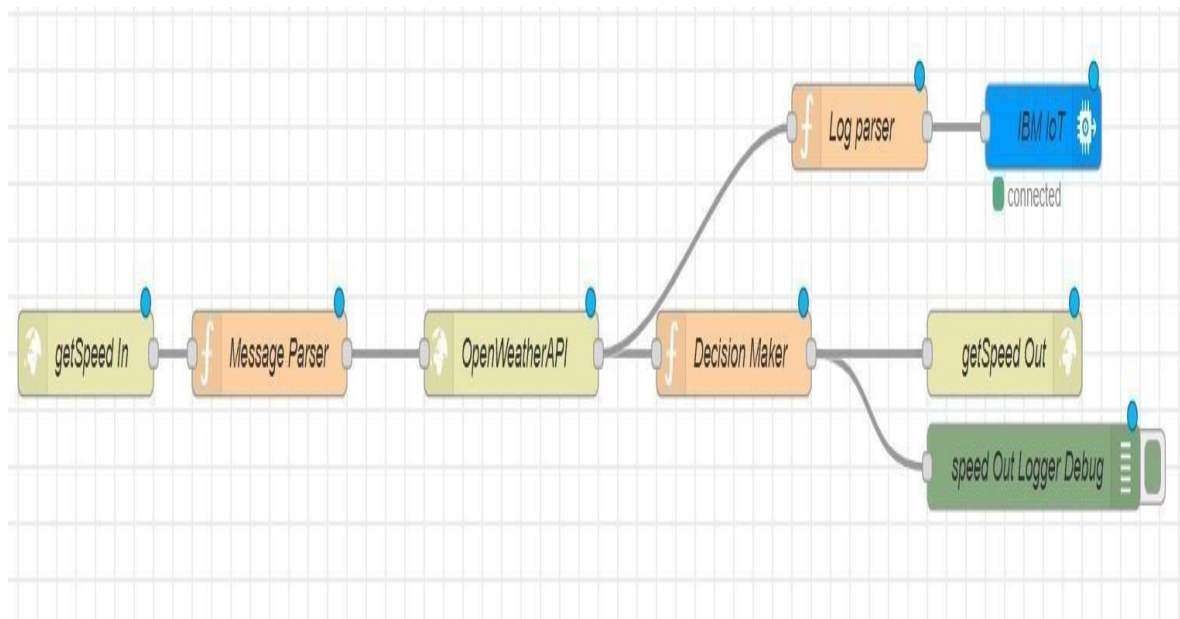 Log parser
IBM IoT
connected
getSpeed In
Message Parser
OpenWeatherAPI
Decision Maker
getSpeed Out
speed Out Logger Debug